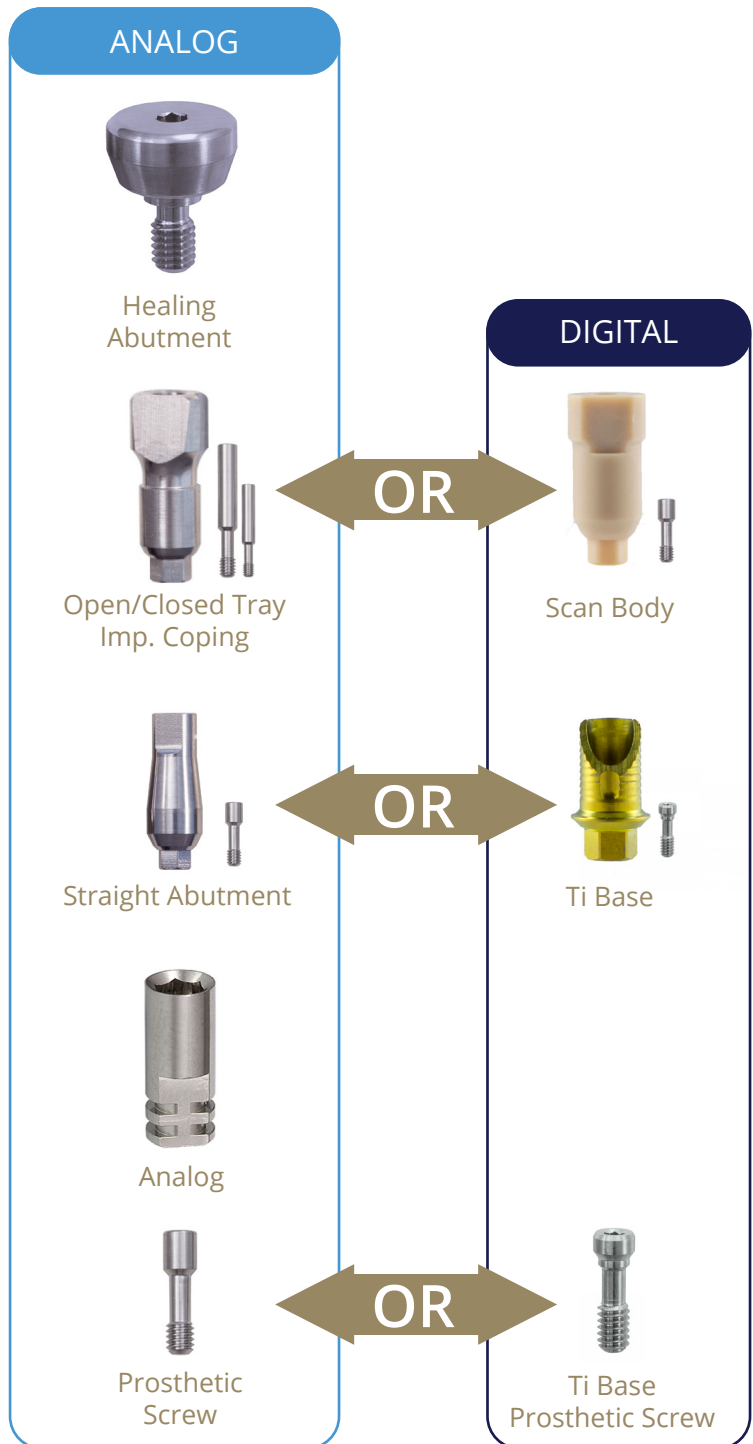 ANALOG
Healing
Abutment
DIGITAL
OR
Open/Closed Tray
Imp. Coping
Scan Body
OR
Straight Abutment
Ti Base
Analog
OR
Prosthetic
Screw
Ti Base
Prosthetic Screw